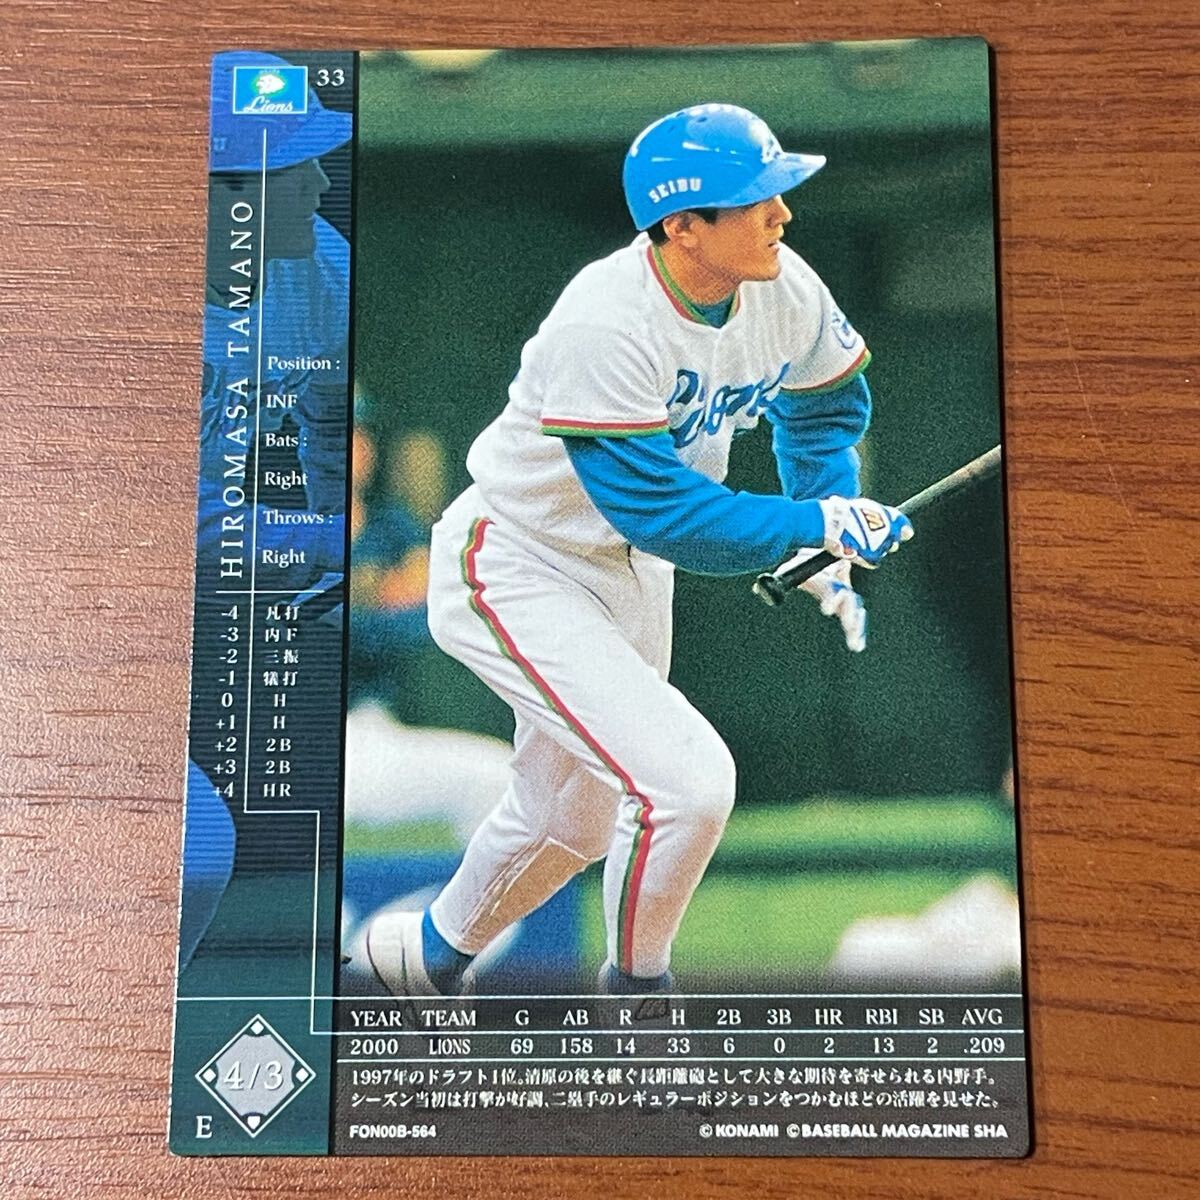 Lions
33
HIROMASA TAMANO
Position :
INF
Bats :
Right
Throws :
Right
-4 凡打
-3 内F
-2 三振
-1 犠打
0 H
+1 H
+2 2B
+3 2B
+4 HR
SEIBU
YEAR TEAM G AB R H 2B 3B HR RBI SB AVG
2000 LIONS 69 158 14 33 6 0 2 13 2 .209
4/3
E
1997年のドラフト1位。清原の後を継ぐ長距離砲として大きな期待を寄せられる内野手。
シーズン当初は打撃が好調、二塁手のレギュラーポジションをつかむほどの活躍を見せた。
FON00B-564
©KONAMI ©BASEBALL MAGAZINE SHA